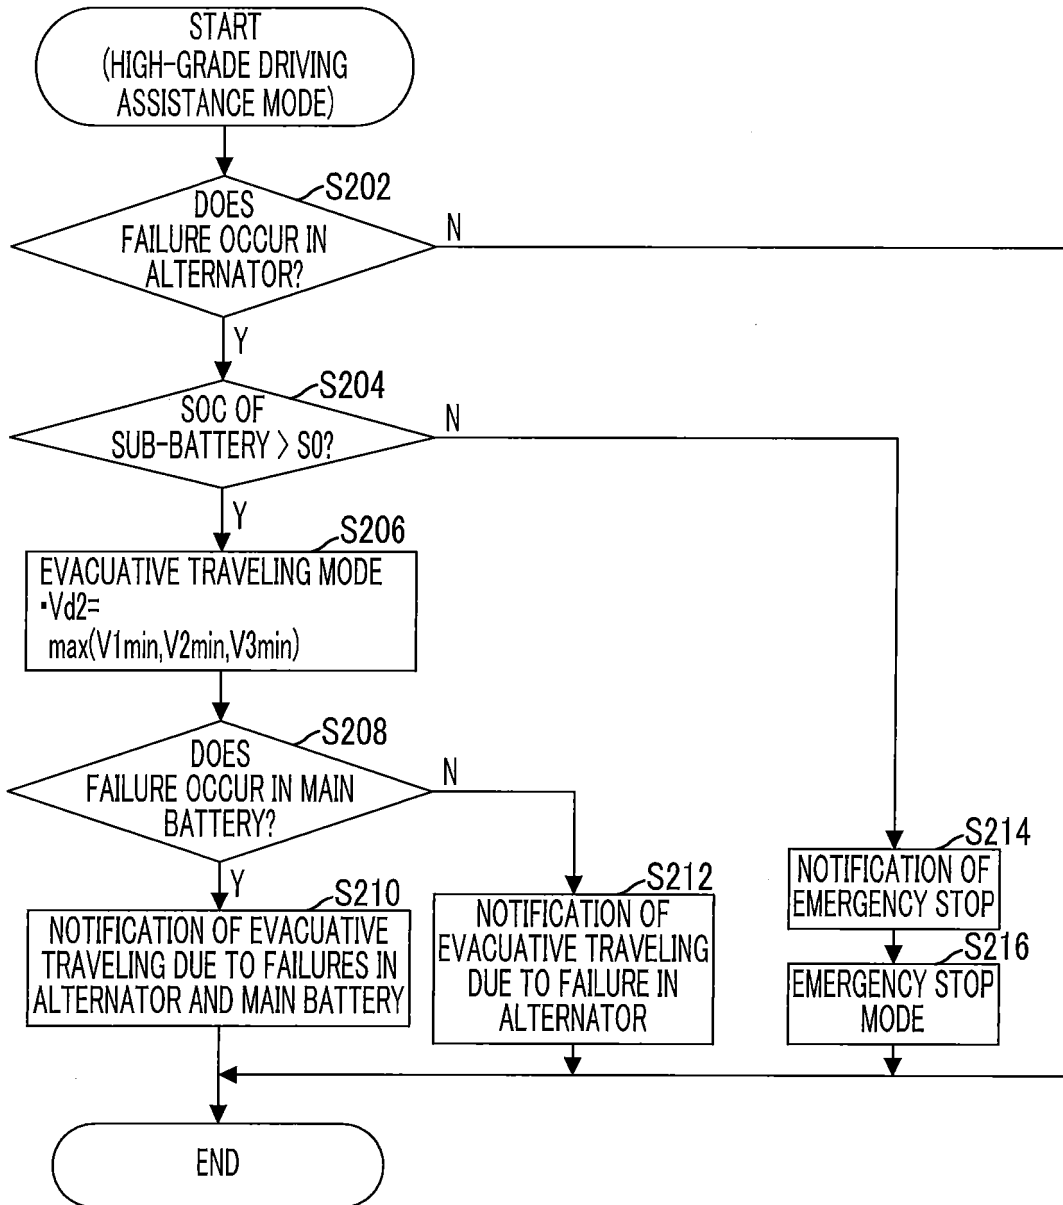 START
(HIGH-GRADE DRIVING
ASSISTANCE MODE)
S202
DOES
FAILURE OCCUR IN
ALTERNATOR?
N
Y
S204
SOC OF
SUB-BATTERY > S0?
N
Y
S206
EVACUATIVE TRAVELING MODE
▪Vd2=
max(V1min,V2min,V3min)
S208
DOES
FAILURE OCCUR IN MAIN
BATTERY?
N
Y
S210
NOTIFICATION OF EVACUATIVE
TRAVELING DUE TO FAILURES IN
ALTERNATOR AND MAIN BATTERY
S212
NOTIFICATION OF
EVACUATIVE TRAVELING
DUE TO FAILURE IN
ALTERNATOR
S214
NOTIFICATION OF
EMERGENCY STOP
S216
EMERGENCY STOP
MODE
END